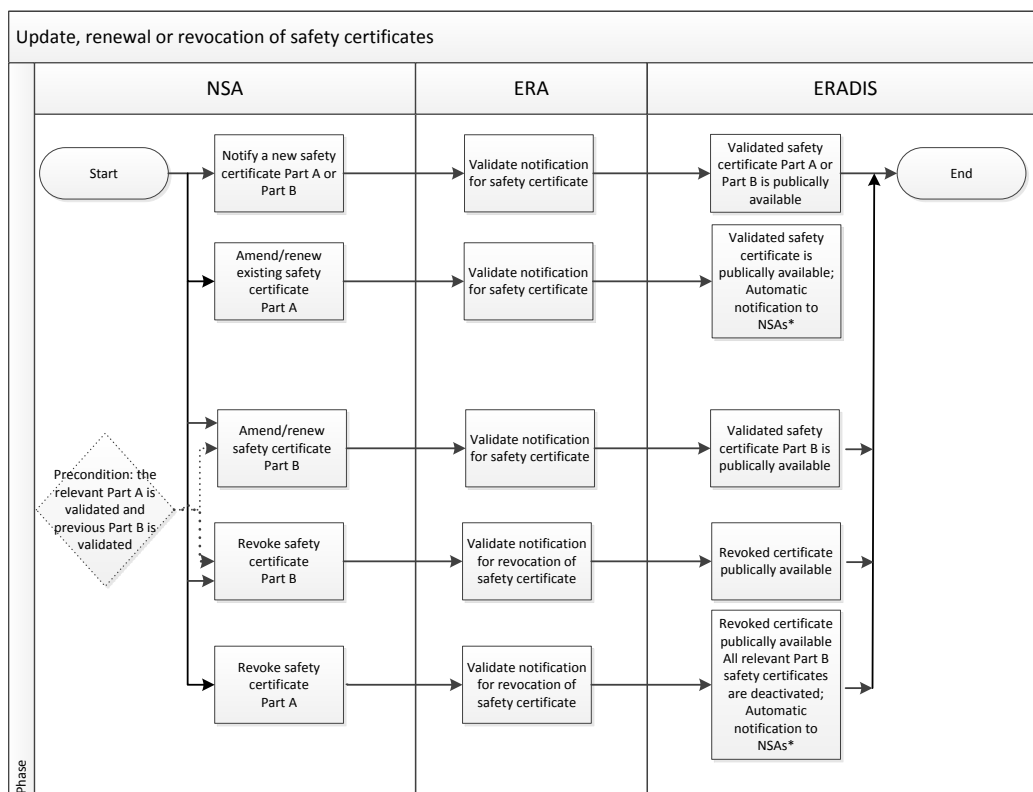 Update, renewal or revocation of safety certificates
NSA
ERA
ERADIS
Start
Notify a new safety
certificate Part A or
Part B
Validate notification
for safety certificate
Validated safety
certificate Part A or
Part B is publically
available
End
Amend/renew
existing safety
certificate
Part A
Validate notification
for safety certificate
Validated safety
certificate is
publically available;
Automatic
notification to
NSAs*
Precondition: the
relevant Part A is
validated and
previous Part B is
validated
Amend/renew
safety certificate
Part B
Validate notification
for safety certificate
Validated safety
certificate Part B is
publically available
Revoke safety
certificate
Part B
Validate notification
for revocation of
safety certificate
Revoked certificate
publically available
Revoke safety
certificate
Part A
Validate notification
for revocation of
safety certificate
Revoked certificate
publically available
All relevant Part B
safety certificates
are deactivated;
Automatic
notification to
NSAs*
Phase